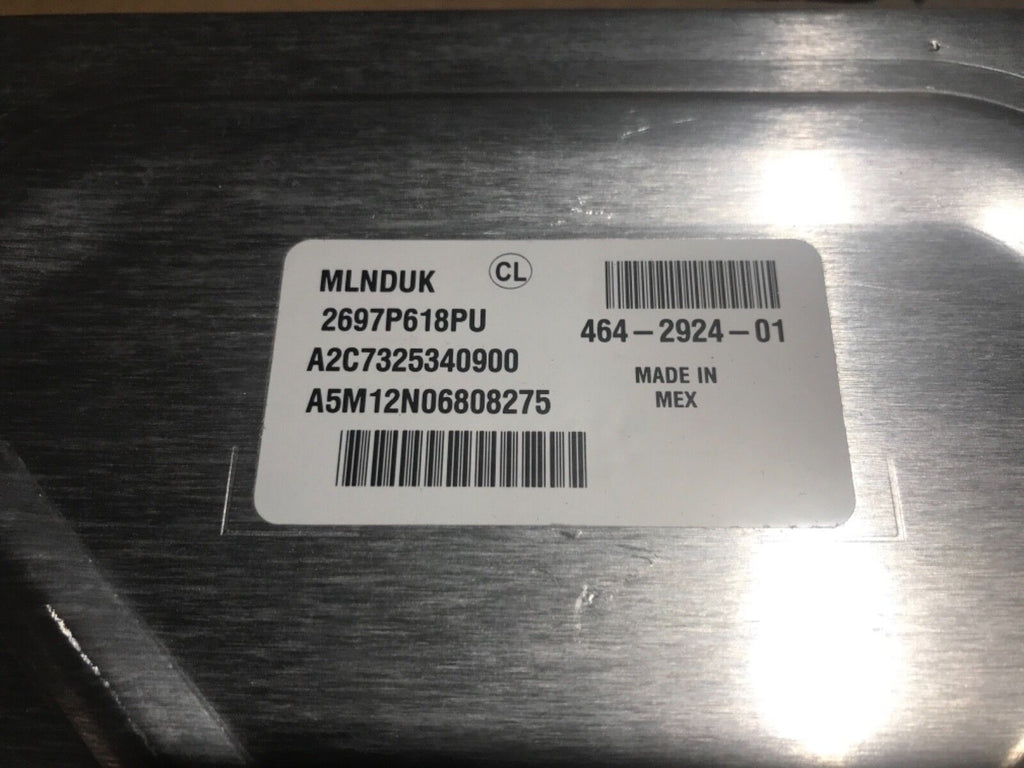 MLNDUK
CL
2697P618PU
A2C7325340900
A5M12N06808275
464-2924-01
MADE IN
MEX